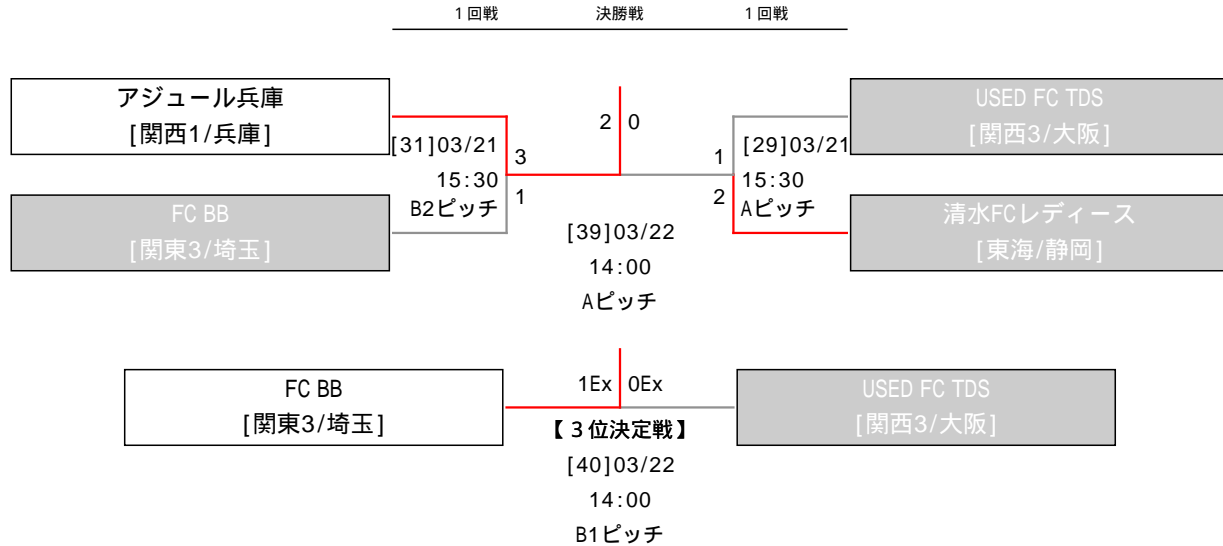 1回戦 決勝戦 1回戦
アジュール兵庫
[関西1/兵庫]
USED FC TDS
[関西3/大阪]
2 0
[31]03/21
3
15:30
1
B2ピッチ
1
[29]03/21
2
15:30
Aピッチ
FC BB
[関東3/埼玉]
清水FCレディース
[東海/静岡]
[39]03/22
14:00
Aピッチ
FC BB
[関東3/埼玉]
1Ex 0Ex
USED FC TDS
[関西3/大阪]
【３位決定戦】
[40]03/22
14:00
B1ピッチ